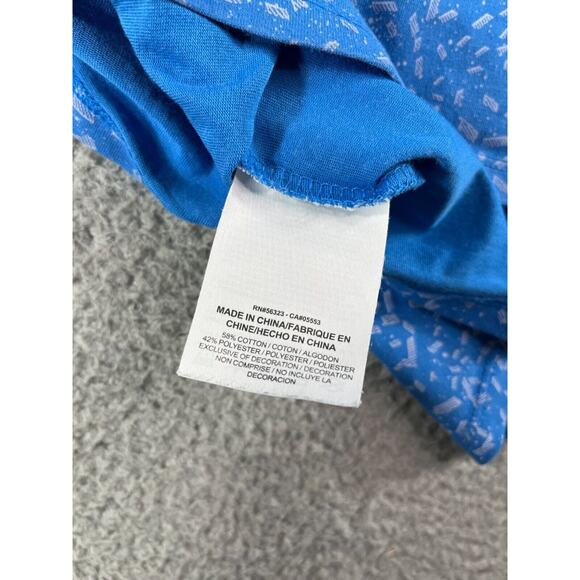 RN#56323 - CA#05553
MADE IN CHINA/FABRIQUE EN
CHINE/HECHO EN CHINA
58% COTTON / COTON / ALGODON
42% POLYESTER / POLYESTER / POLIESTER
EXCLUSIVE OF DECORATION / DECORATION
NON COMPRISE / NO INCLUYE LA
DECORACION